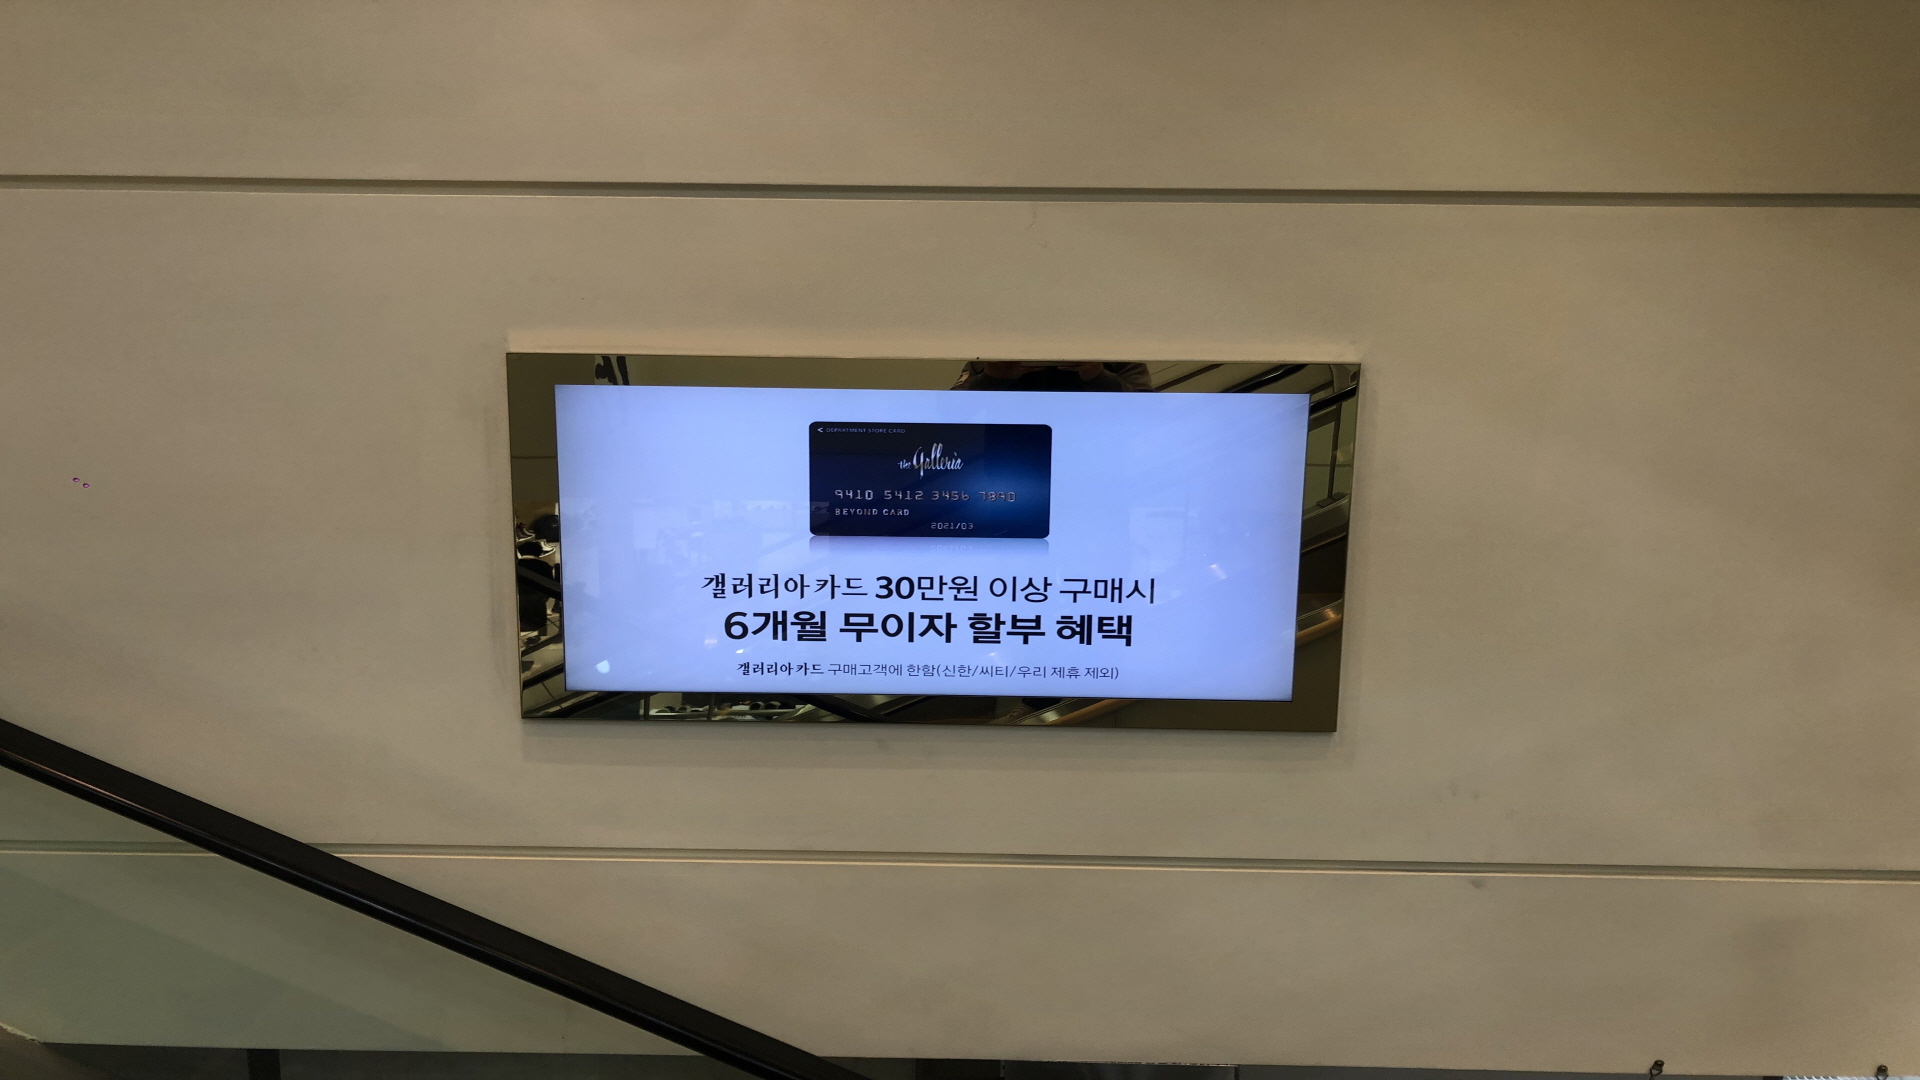 DEPARTMENT STORE CARD
the Galleria
9410 5412 3456 7890
BEYOND CARD
2021/03
갤러리아카드 30만원 이상 구매시
6개월 무이자 할부 혜택
갤러리아카드 구매고객에 한함(신한/씨티/우리 제휴 제외)